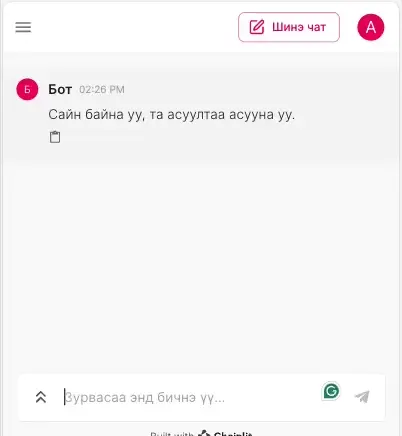 Шинэ чат
A
Б
Бот 02:26 PM
Сайн байна уу, та асуултаа асууна уу.
Зурвасаа энд бичнэ үү...
Built with Chainlit